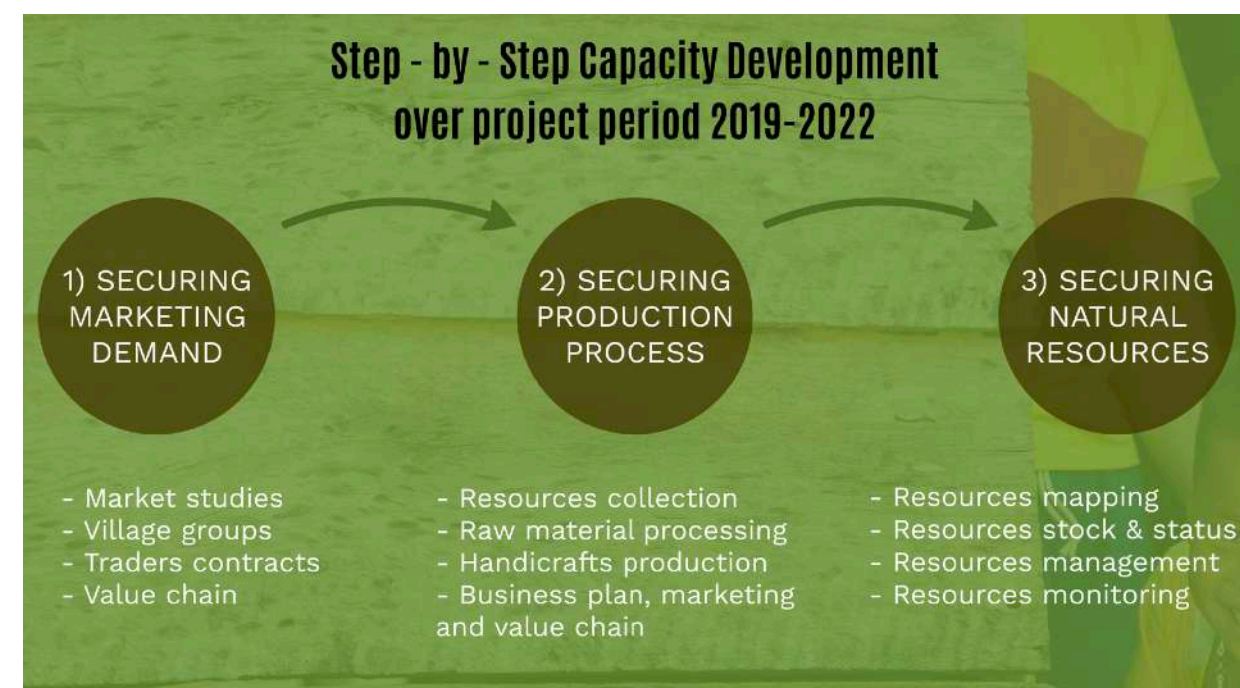 Step - by - Step Capacity Development
over project period 2019-2022
1) SECURING
MARKETING
DEMAND
2) SECURING
PRODUCTION
PROCESS
3) SECURING
NATURAL
RESOURCES
- Market studies
- Village groups
- Traders contracts
- Value chain
- Resources collection
- Raw material processing
- Handicrafts production
- Business plan, marketing
and value chain
- Resources mapping
- Resources stock & status
- Resources management
- Resources monitoring